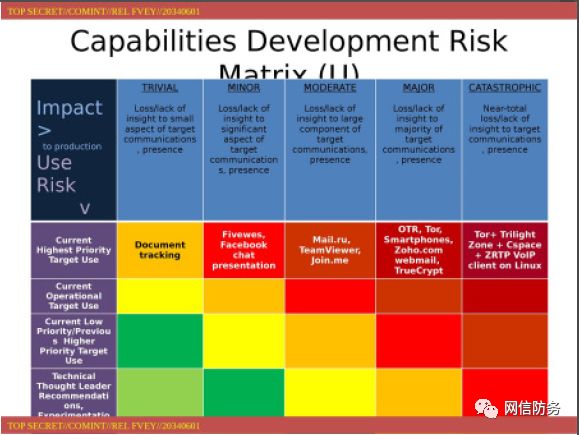 TOP SECRET//COMINT//REL FVEY//20340601
Capabilities Development Risk
Matrix (U)
Impact
>
to production
Use
Risk
v
TRIVIAL
Loss/lack of
insight to small
aspect of target
communications
, presence
MINOR
Loss/lack of
insight to
significant
aspect of
target
communication
s, presence
MODERATE
Loss/lack of
insight to large
component of
target
communications,
presence
MAJOR
Loss/lack of
insight to
majority of
target
communications
, presence
CATASTROPHIC
Near-total
loss/lack of
insight to target
communications
, presence
Current
Highest Priority
Target Use
Document
tracking
Fivewes,
Facebook
chat
presentation
Mail.ru,
TeamViewer,
Join.me
OTR, Tor,
Smartphones,
Zoho.com
webmail,
TrueCrypt
Tor+ Trilight
Zone + Cspace
+ ZRTP VoIP
client on Linux
Current
Operational
Target Use
Current Low
Priority/Previou
s Higher
Priority Target
Use
Technical
Thought Leader
Recommendati
ons,
Experimentatio
网信防务
TOP SECRET//COMINT//REL FVEY//20340601